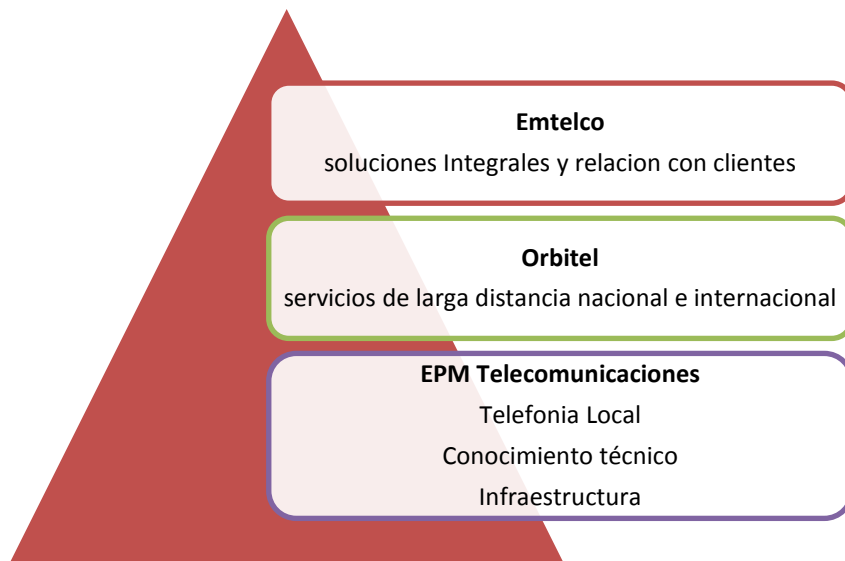 Emtelco
soluciones Integrales y relacion con clientes
Orbitel
servicios de larga distancia nacional e internacional
EPM Telecomunicaciones
Telefonia Local
Conocimiento técnico
Infraestructura